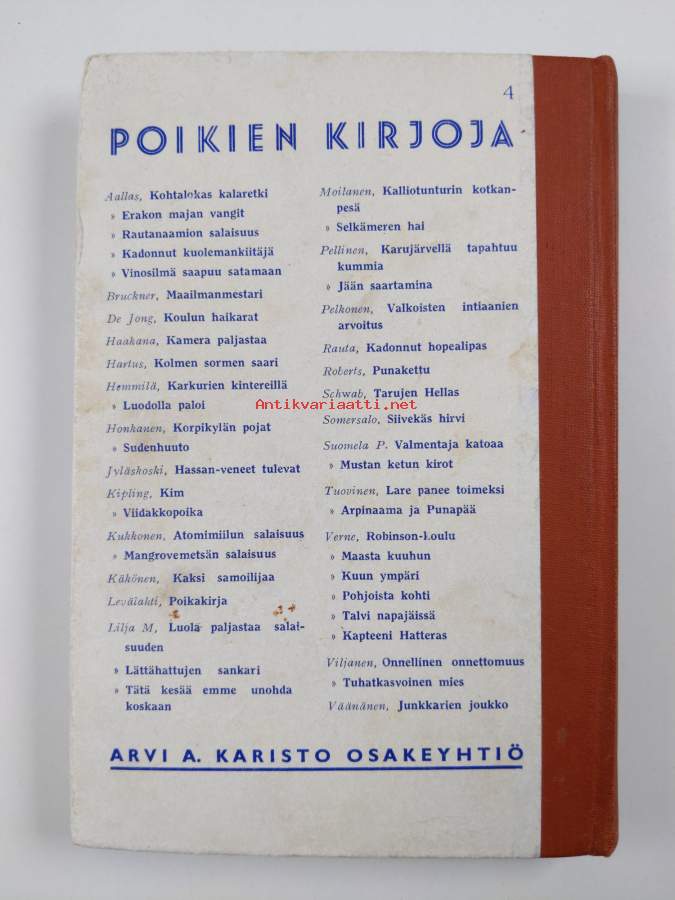 4
POIKIEN KIRJOJA
Aallas, Kohtalokas kalaretki
» Erakon majan vangit
» Rautanaamion salaisuus
» Kadonnut kuolemankiitäjä
» Vinosilmä saapuu satamaan
Bruckner, Maailmanmestari
De Jong, Koulun haikarat
Haakana, Kamera paljastaa
Hartus, Kolmen sormen saari
Hemmilä, Karkurien kintereillä
» Luodolla paloi
Honkanen, Korpikylän pojat
» Sudenhuuto
Jyläskoski, Hassan-veneet tulevat
Kipling, Kim
» Viidakkopoika
Kukkonen, Atomimiilun salaisuus
» Mangrovemetsän salaisuus
Kähönen, Kaksi samoilijaa
Levälahti, Poikakirja
Lilja M, Luola paljastaa salai-
suuden
» Lättähattujen sankari
» Tätä kesää emme unohda
koskaan
Moilanen, Kalliotunturin kotkan-
pesä
» Selkämeren hai
Pellinen, Karujärvellä tapahtuu
kummia
» Jään saartamina
Pelkonen, Valkoisten intiaanien
arvoitus
Rauta, Kadonnut hopealipas
Roberts, Punakettu
Schwab, Tarujen Hellas
Somersalo, Siivekäs hirvi
Suomela P. Valmentaja katoaa
» Mustan ketun kirot
Tuovinen, Lare panee toimeksi
» Arpinaama ja Punapää
Verne, Robinson-koulu
» Maasta kuuhun
» Kuun ympäri
» Pohjoista kohti
» Talvi napajäissä
» Kapteeni Hatteras
Viljanen, Onnellinen onnettomuus
» Tuhatkasvoinen mies
Väänänen, Junkkarien joukko
ARVI A. KARISTO OSAKEYHTIÖ
Antikvariaatti.net